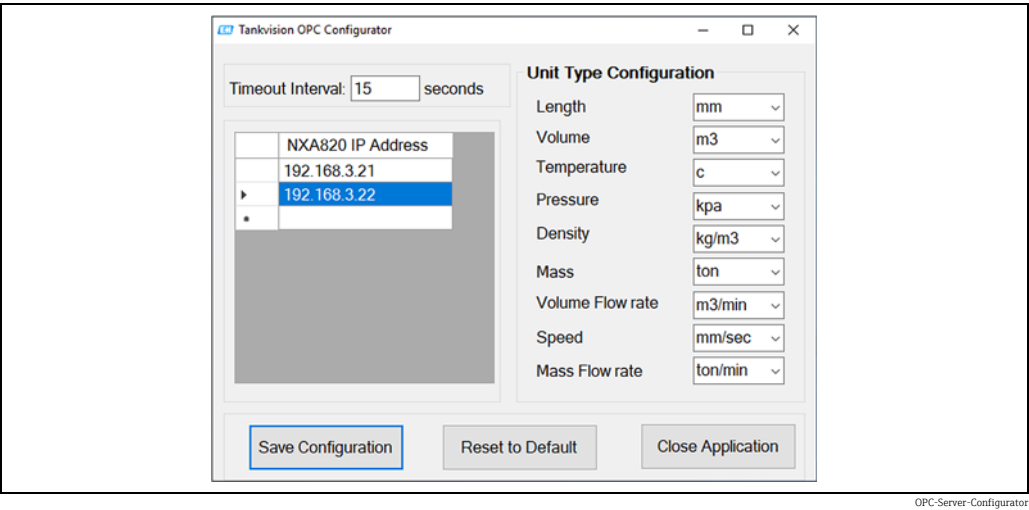 Tankvision OPC Configurator
Timeout Interval: 15 seconds
NXA820 IP Address
192.168.3.21
192.168.3.22
Unit Type Configuration
Length mm
Volume m3
Temperature c
Pressure kpa
Density kg/m3
Mass ton
Volume Flow rate m3/min
Speed mm/sec
Mass Flow rate ton/min
Save Configuration Reset to Default Close Application
OPC-Server-Configurator